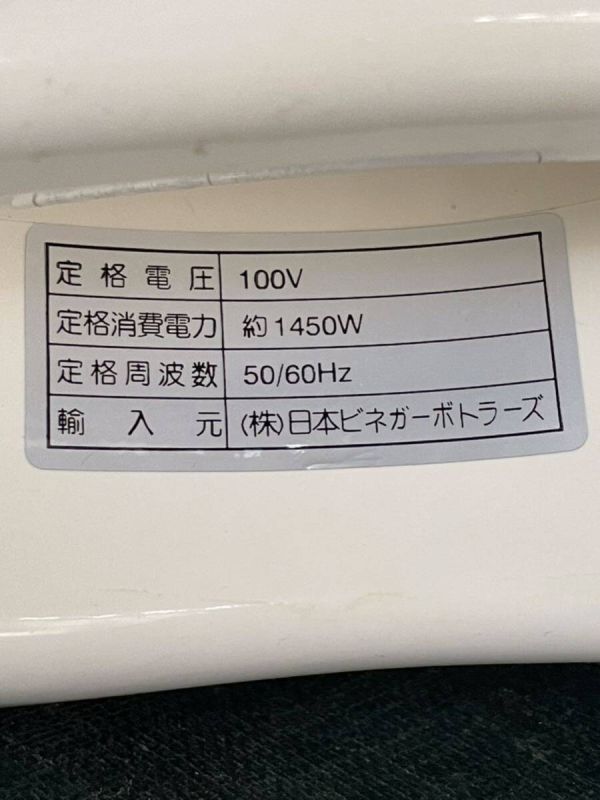 定格電圧 100V
定格消費電力 約1450W
定格周波数 50/60Hz
輸入元 (株)日本ビネガーボトラーズ